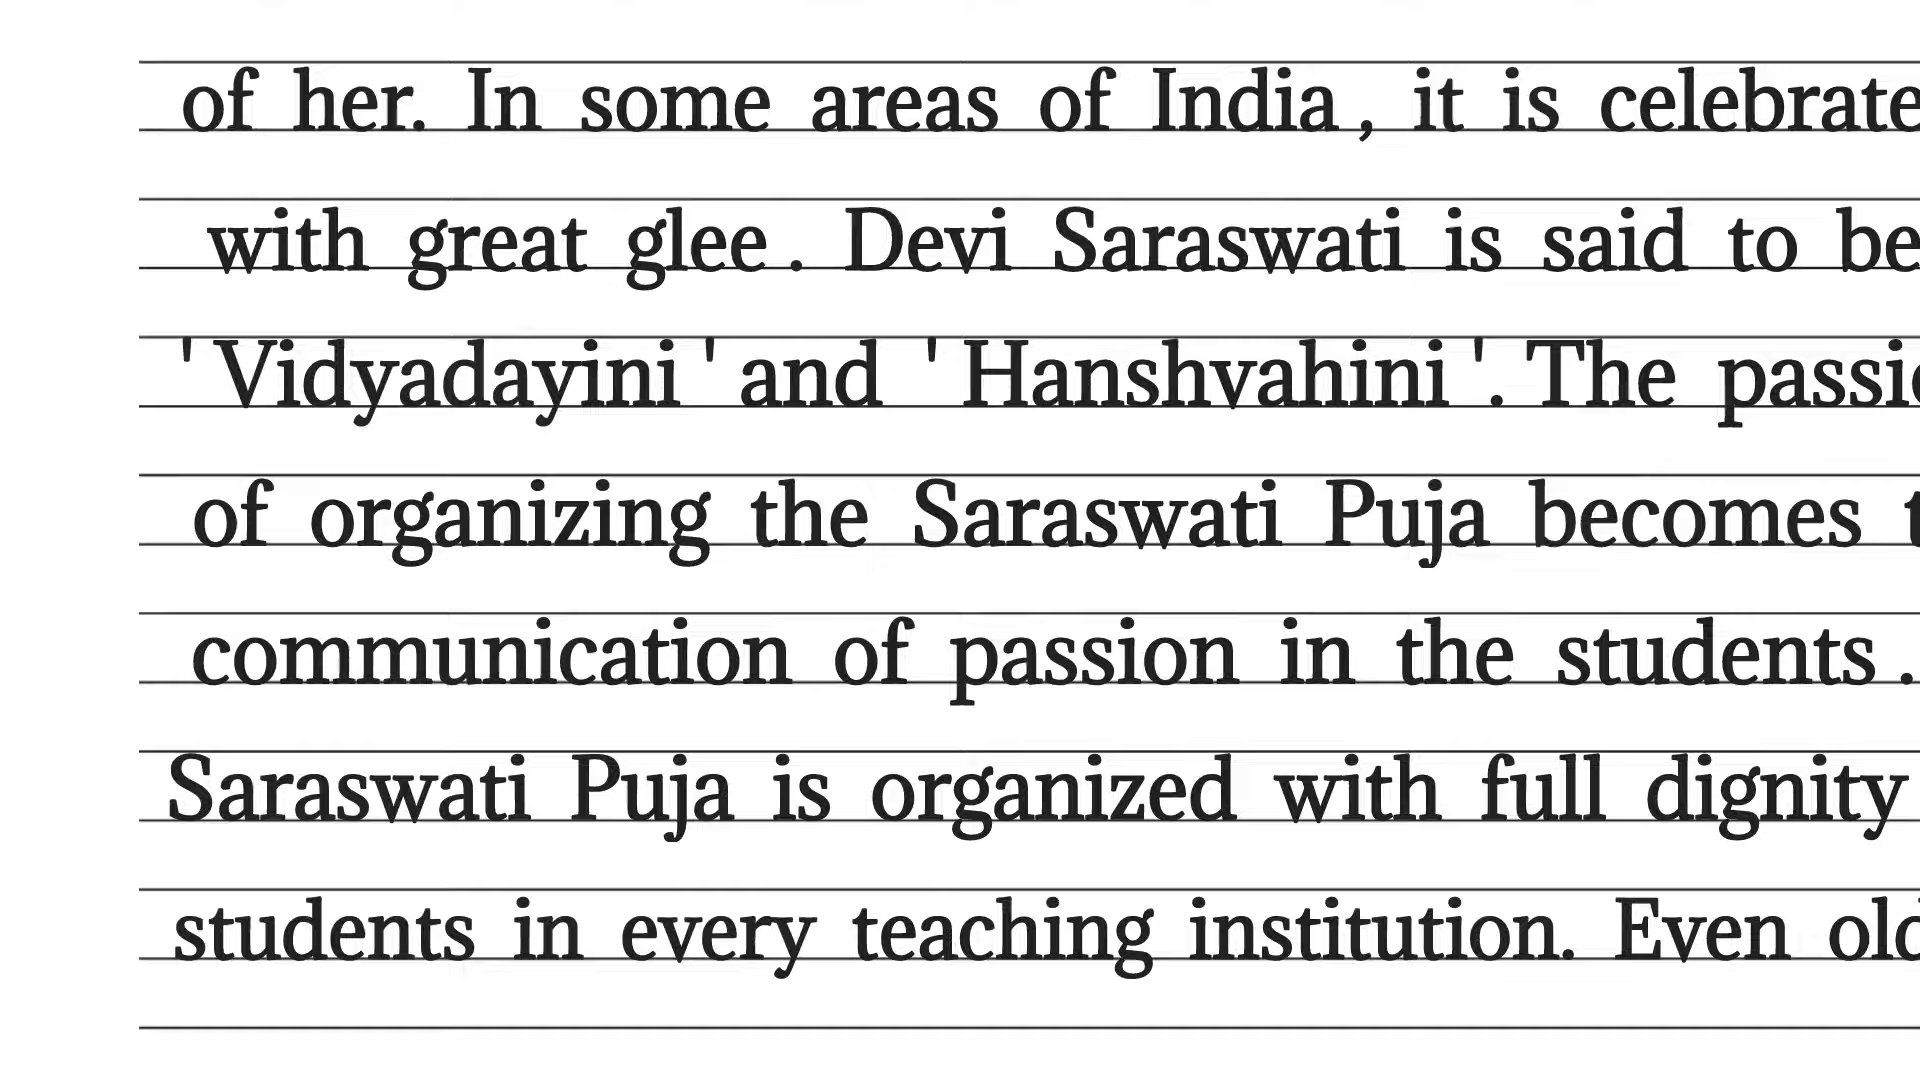 of her. In some areas of India, it is celebrate
with great glee. Devi Saraswati is said to be
'Vidyadayini' and 'Hanshvahini'. The passi
of organizing the Saraswati Puja becomes t
communication of passion in the students.
Saraswati Puja is organized with full dignity
students in every teaching institution. Even old